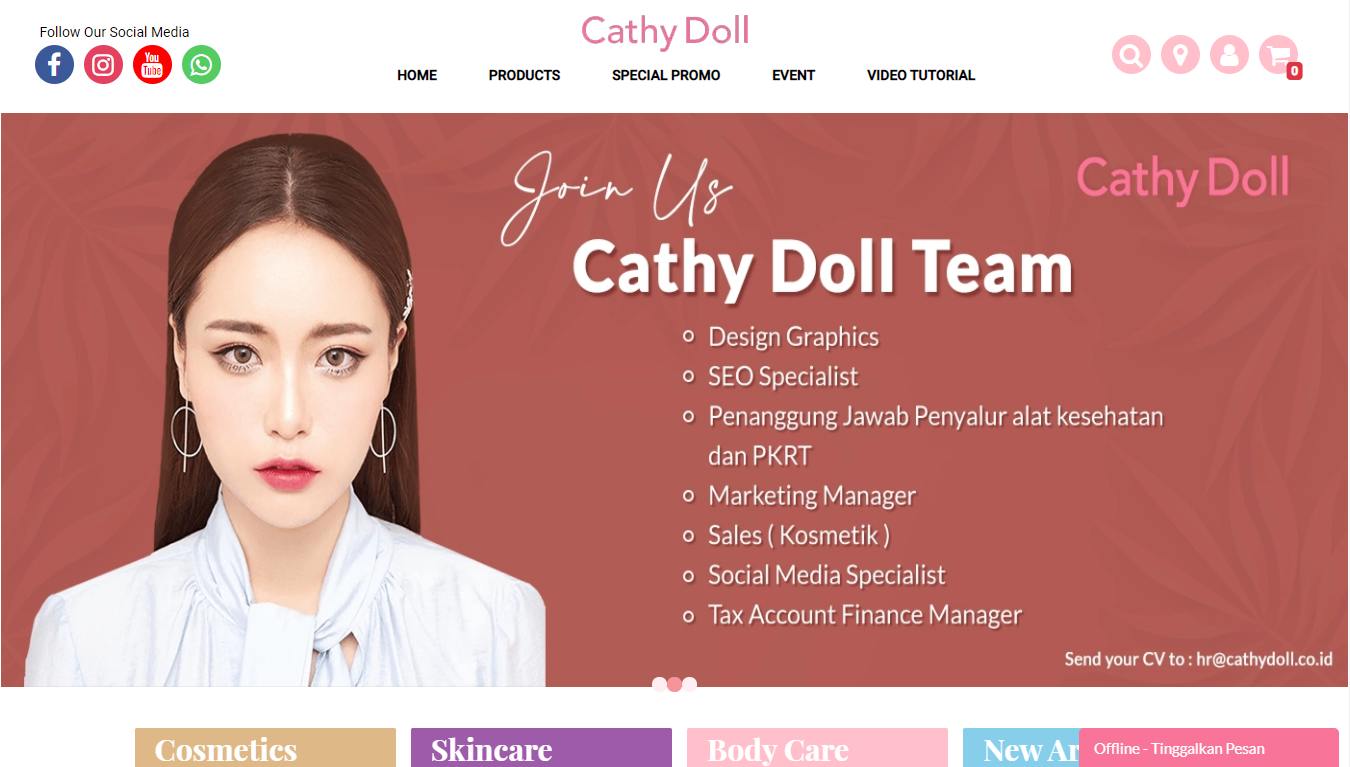 Follow Our Social Media
You
Tube
Cathy Doll
HOME PRODUCTS SPECIAL PROMO EVENT VIDEO TUTORIAL
0
Join Us
Cathy Doll
Cathy Doll Team
Design Graphics
SEO Specialist
Penanggung Jawab Penyalur alat kesehatan
dan PKRT
Marketing Manager
Sales ( Kosmetik )
Social Media Specialist
Tax Account Finance Manager
Send your CV to : hr@cathydoll.co.id
Cosmetics Skincare Body Care New
Offline - Tinggalkan Pesan